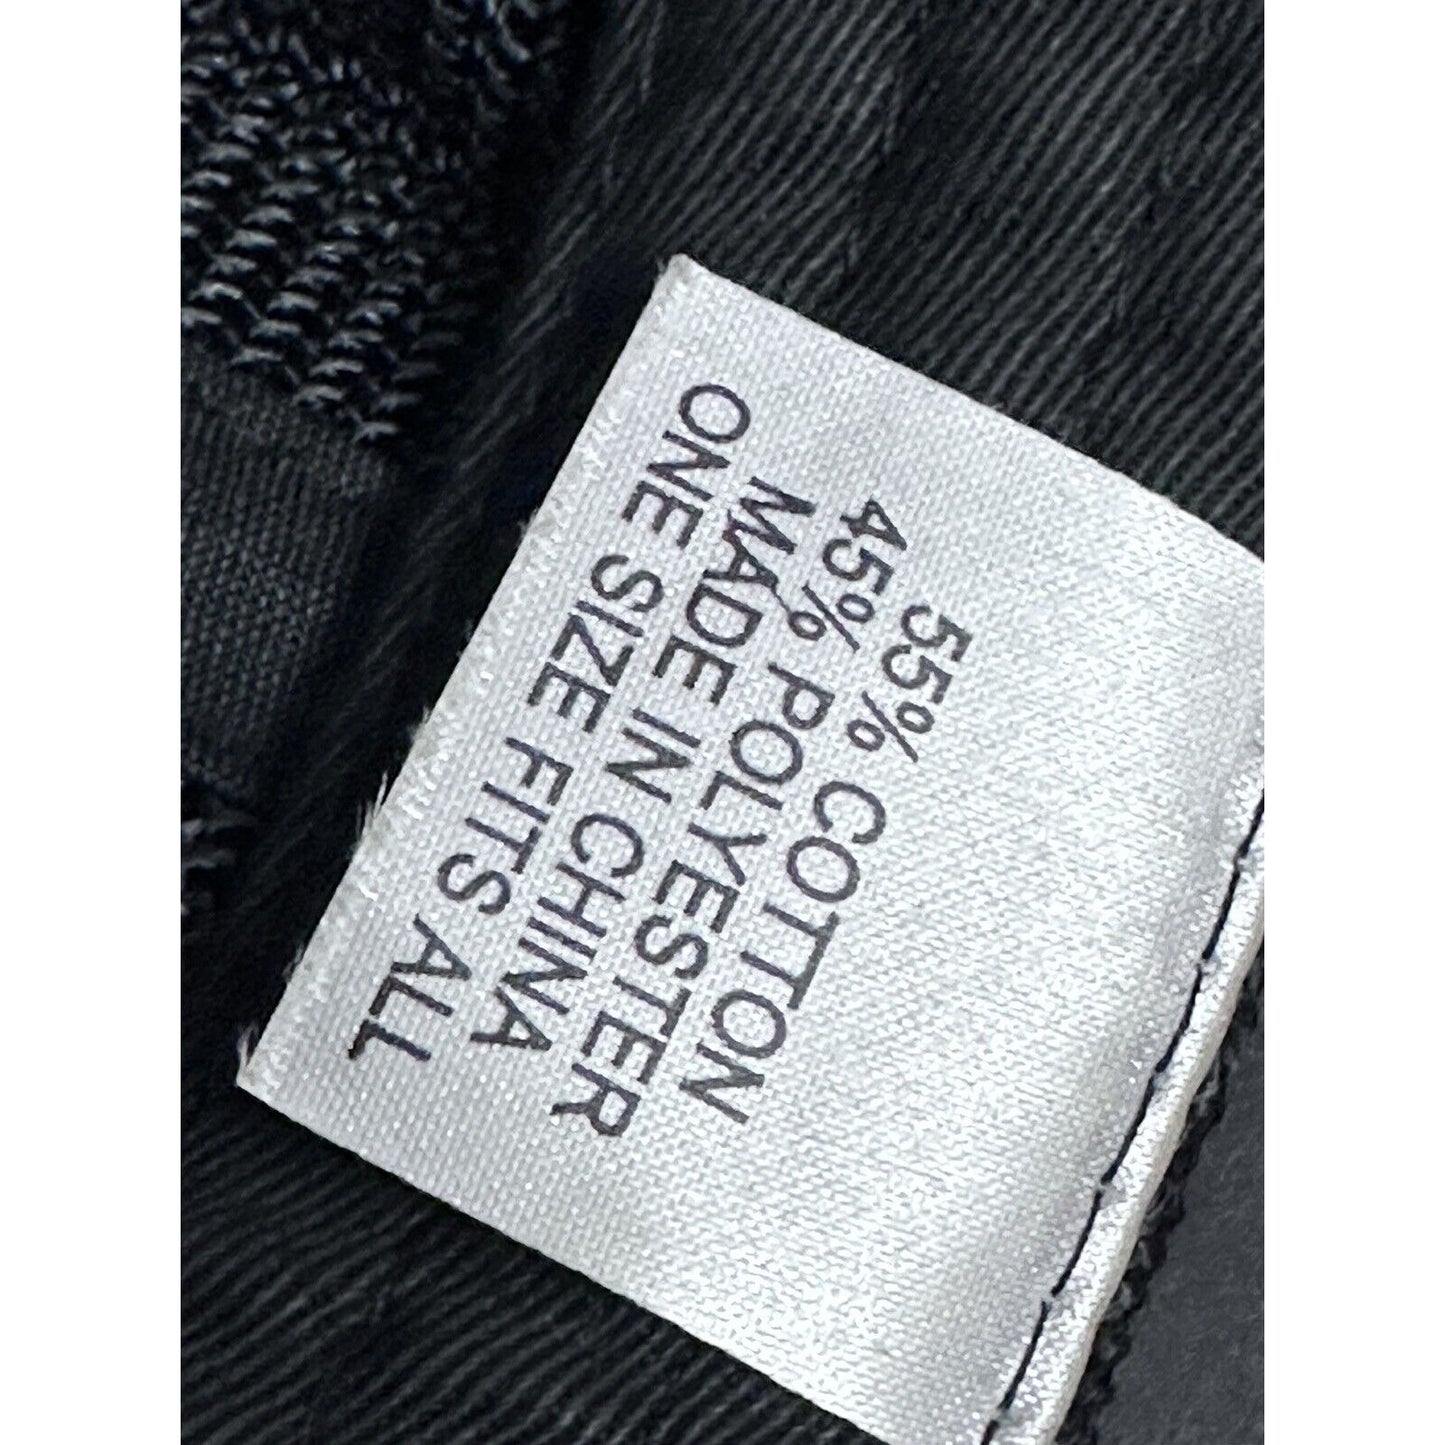 55% COTTON
45% POLYESTER
MADE IN CHINA
ONE SIZE FITS ALL